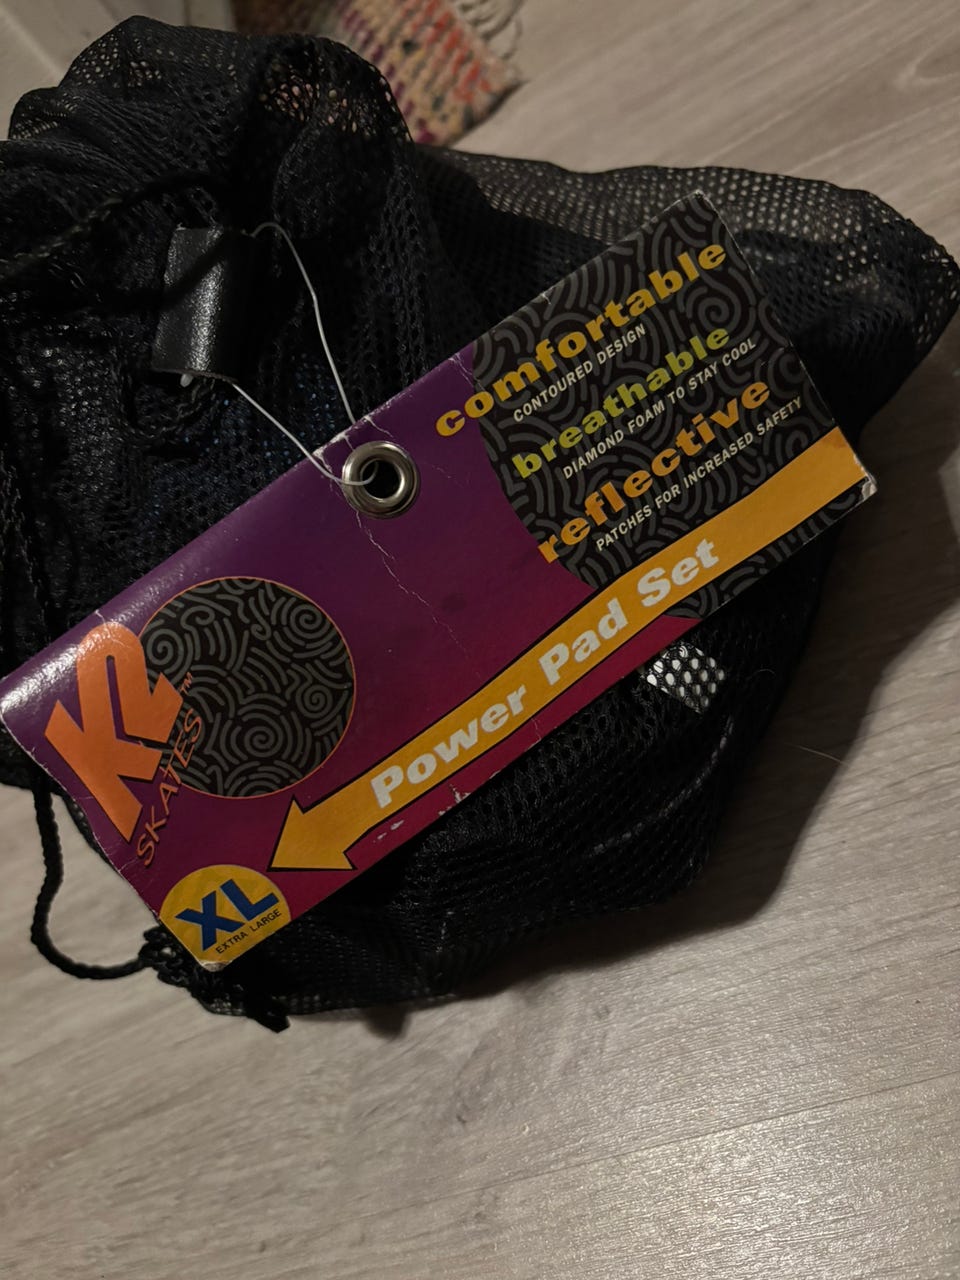 comfortable
CONTOURED DESIGN
breathable
DIAMOND FOAM TO STAY COOL
reflective
PATCHES FOR INCREASED SAFETY
Power Pad Set
K2
SKATES™
XL
EXTRA LARGE